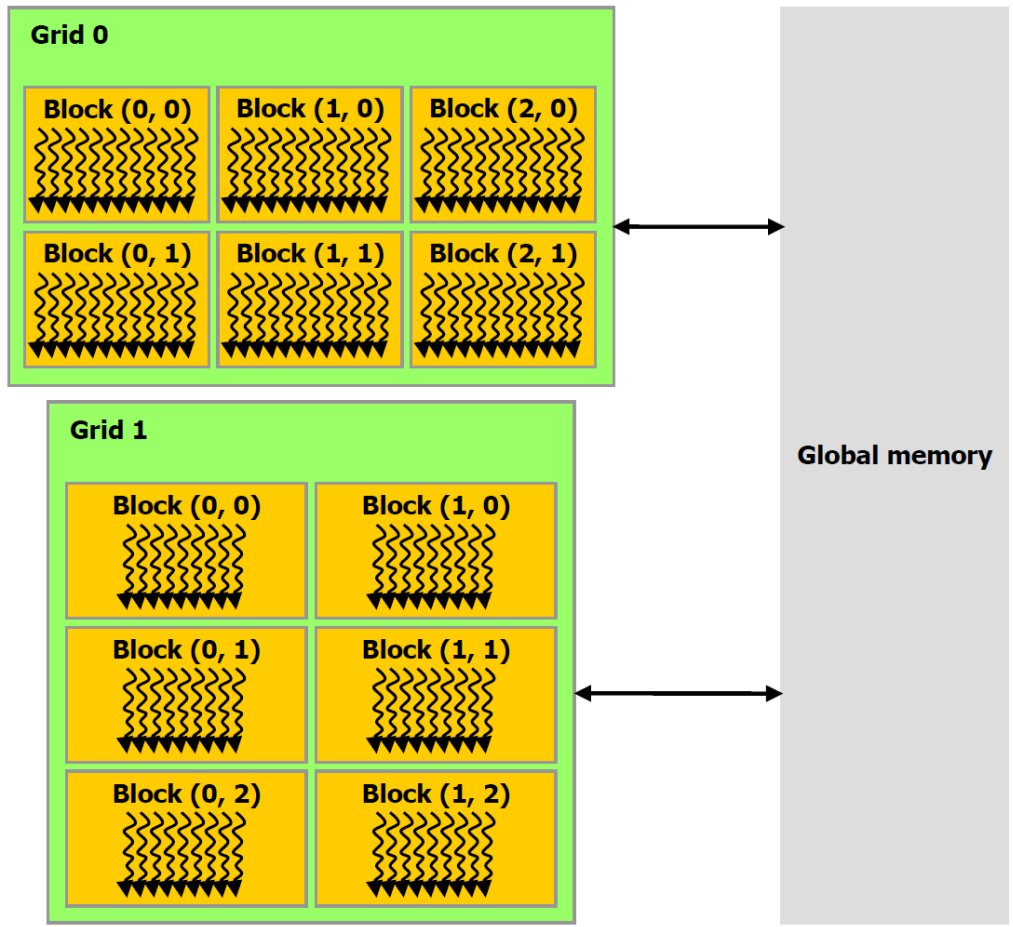 Grid 0
Block (0, 0) Block (1, 0) Block (2, 0)
Block (0, 1) Block (1, 1) Block (2, 1)
Grid 1
Global memory
Block (0, 0) Block (1, 0)
Block (0, 1) Block (1, 1)
Block (0, 2) Block (1, 2)